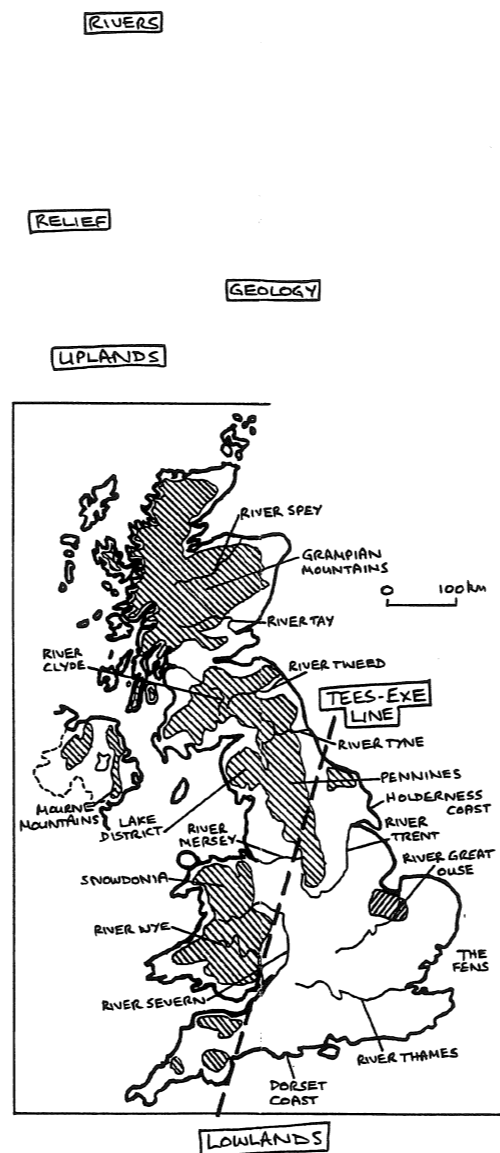 RIVERS
RELIEF
GEOLOGY
UPLANDS
RIVER SPEY
GRAMPIAN
MOUNTAINS
0 100km
RIVER TAY
RIVER
CLYDE
RIVER TWEED
TEES-EXE
LINE
RIVER TYNE
PENNINES
MOURNE
MOUNTAINS
LAKE
DISTRICT
HOLDERNESS
COAST
RIVER
MERSEY
RIVER
TRENT
RIVER GREAT
OUSE
SNOWDONIA
RIVER WYE
THE
FENS
RIVER SEVERN
RIVER THAMES
DORSET
COAST
LOWLANDS